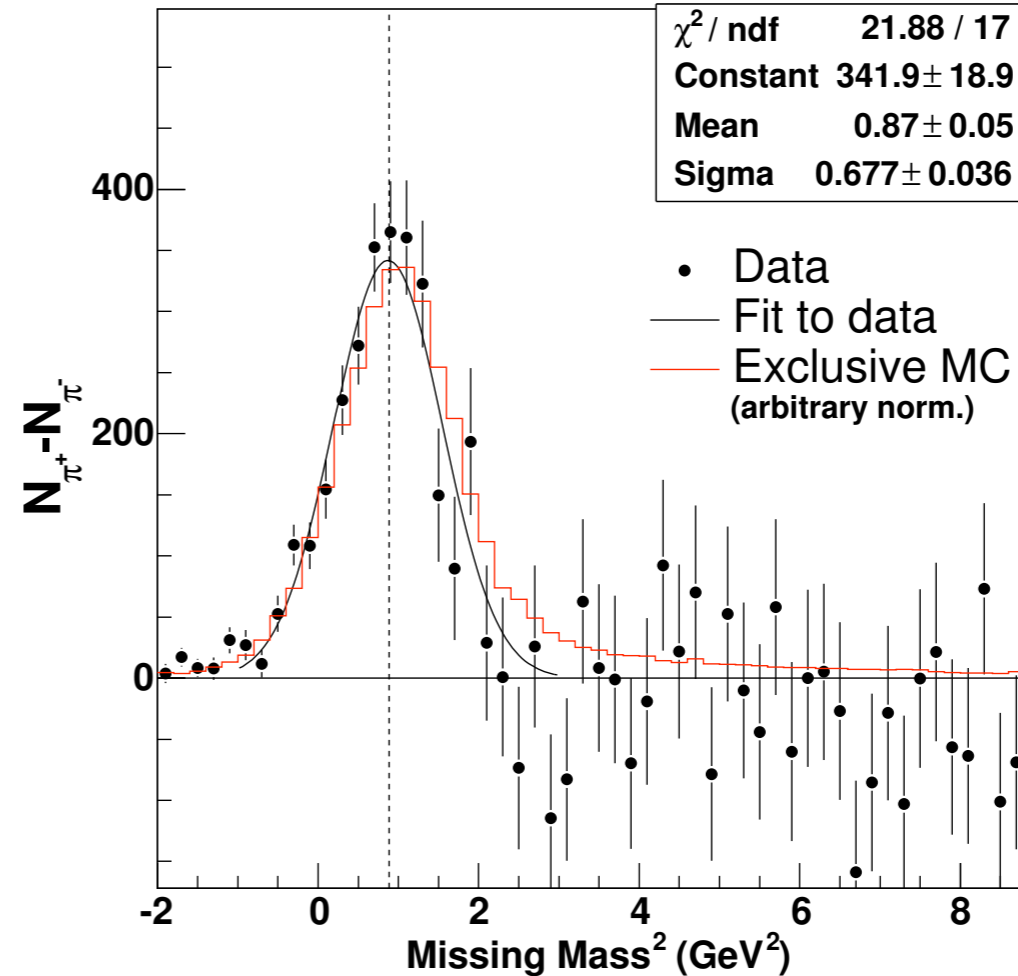 χ² / ndf 21.88 / 17
Constant 341.9 ± 18.9
Mean 0.87 ± 0.05
Sigma 0.677 ± 0.036
Data
Fit to data
Exclusive MC
(arbitrary norm.)
N_π⁺-N_π⁻
400
200
0
-2 0 2 4 6 8
Missing Mass² (GeV²)